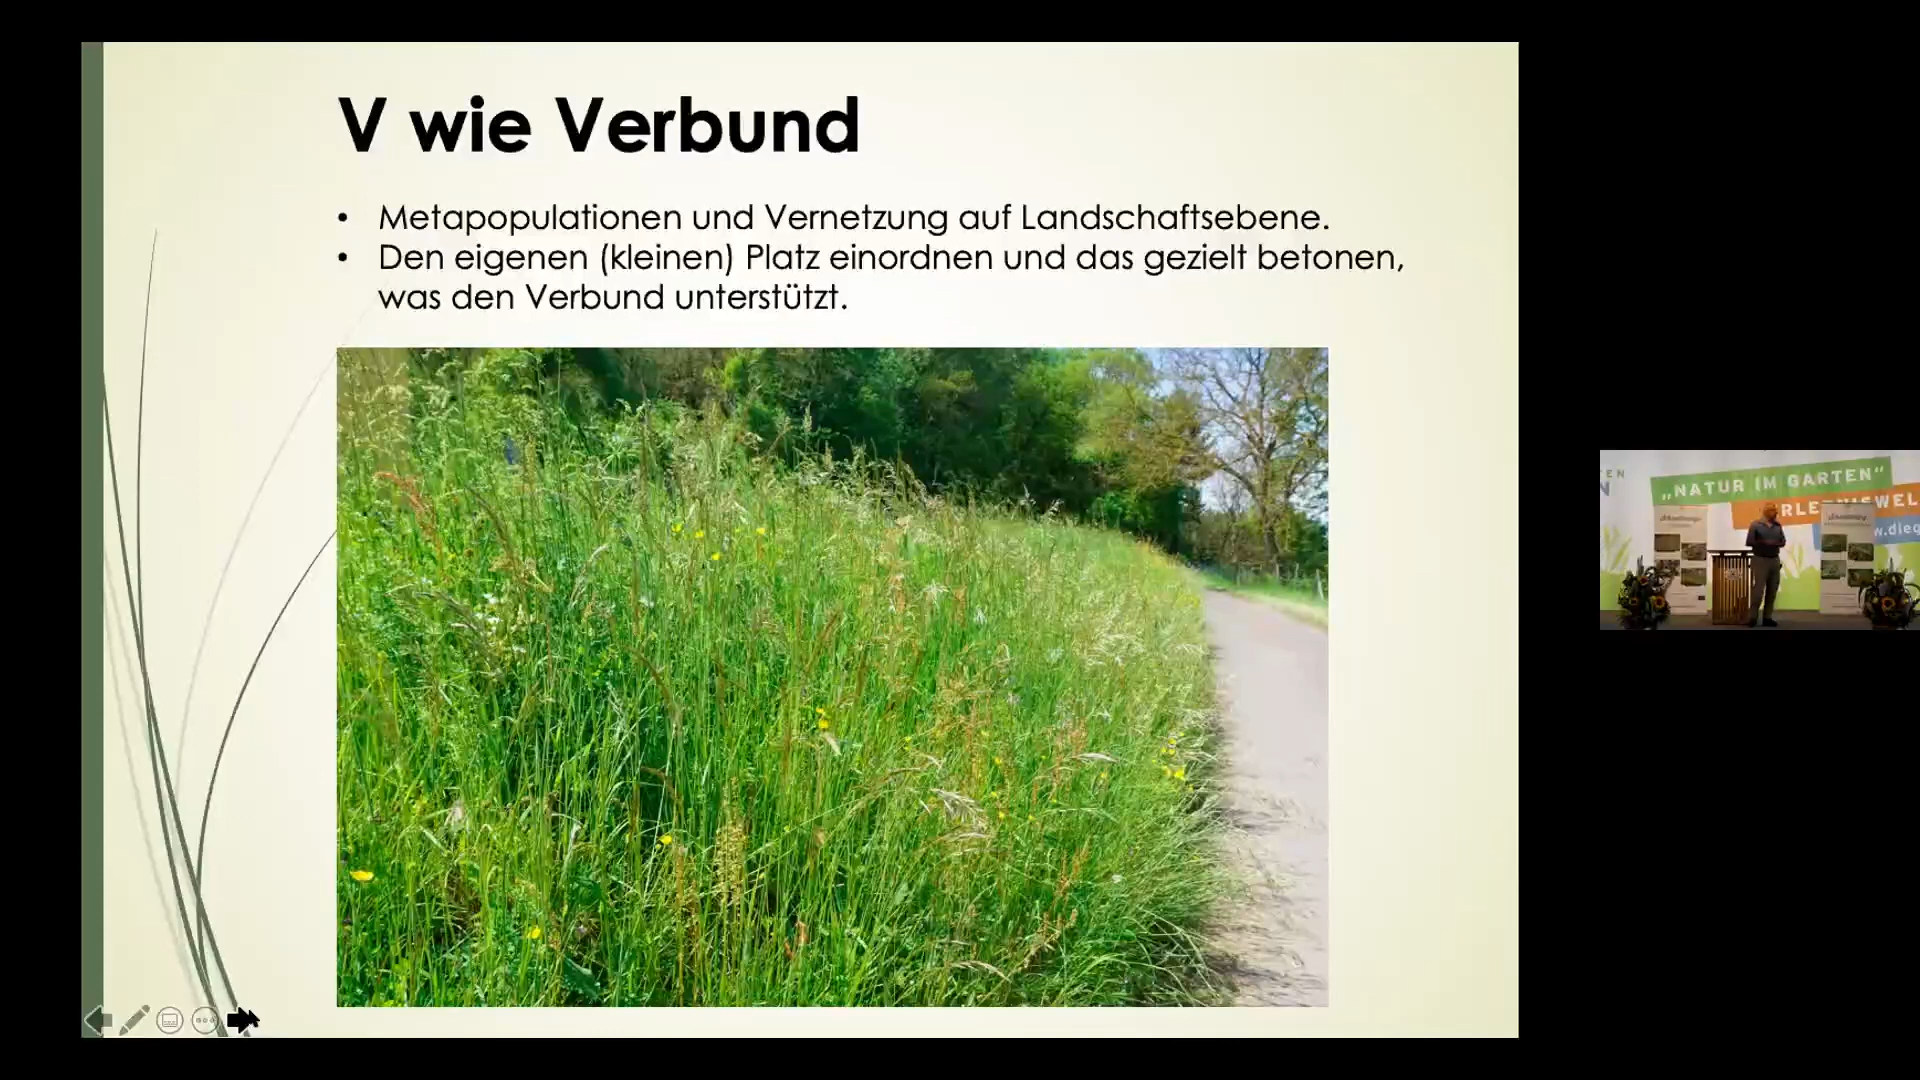 V wie Verbund
• Metapopulationen und Vernetzung auf Landschaftsebene.
• Den eigenen (kleinen) Platz einordnen und das gezielt betonen,
was den Verbund unterstützt.
„NATUR IM GARTEN“